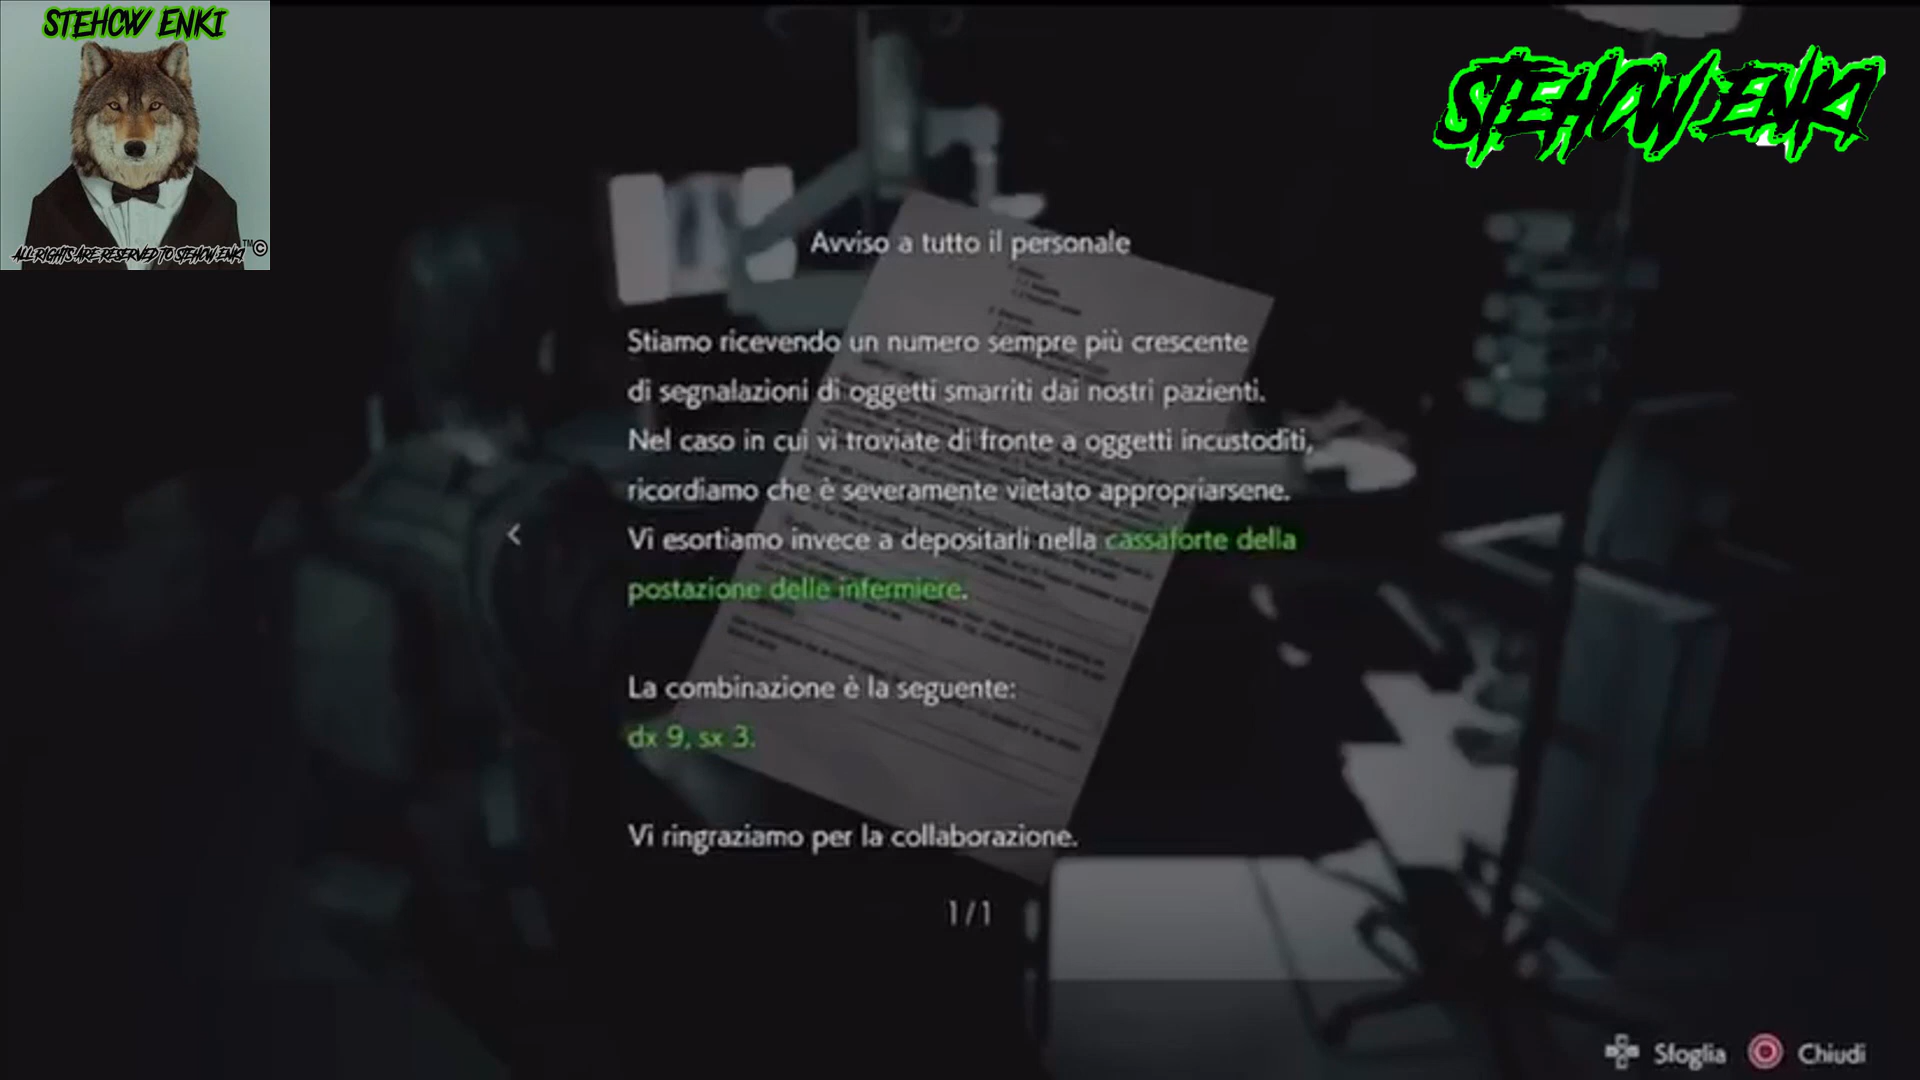 STEHOW ENKI
ALL RIGHTS ARE RESERVED TO STEHOW ENKI™©
STEHOW ENKI
Avviso a tutto il personale
Stiamo ricevendo un numero sempre più crescente
di segnalazioni di oggetti smarriti dai nostri pazienti.
Nel caso in cui vi troviate di fronte a oggetti incustoditi,
ricordiamo che è severamente vietato appropriarsene.
Vi esortiamo invece a depositarli nella cassaforte della
postazione delle infermiere.
La combinazione è la seguente:
dx 9, sx 3.
Vi ringraziamo per la collaborazione.
1/1
Sfoglia Chiudi